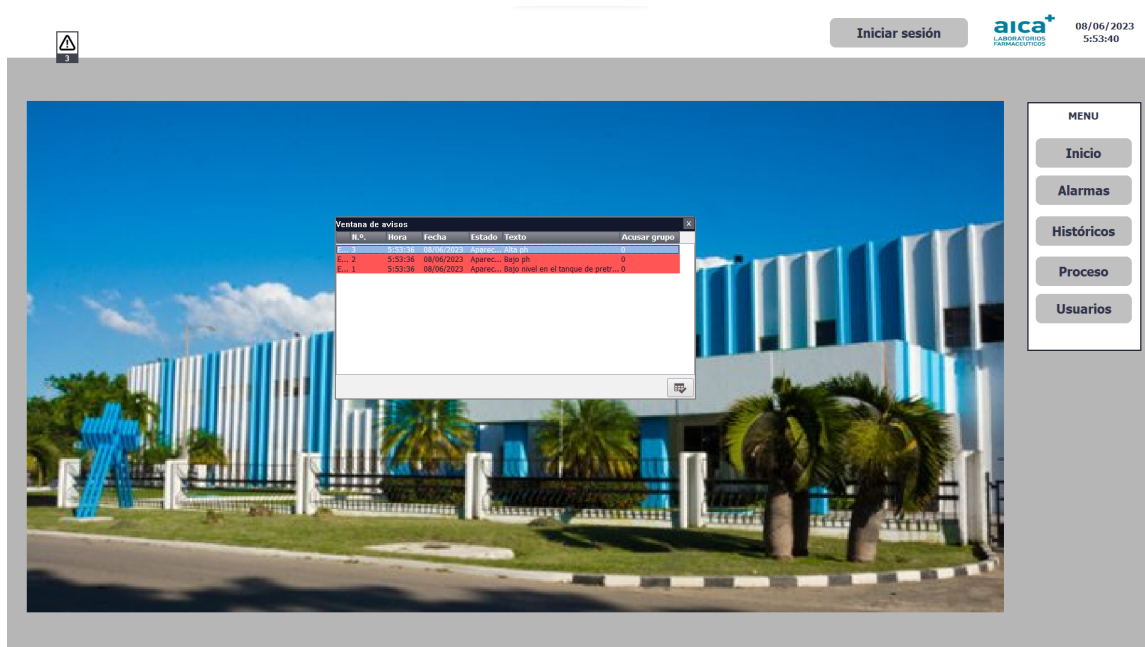 Iniciar sesión
aica+
LABORATORIOS
FARMACEUTICOS
08/06/2023
5:53:40
3
MENU
Inicio
Alarmas
Históricos
Proceso
Usuarios
Ventana de avisos
N.º. Hora Fecha Estado Texto Acusar grupo
E... 3 5:53:36 08/06/2023 Aparec... Alta ph 0
E... 2 5:53:36 08/06/2023 Aparec... Bajo ph 0
E... 1 5:53:36 08/06/2023 Aparec... Bajo nivel en el tanque de pretr... 0